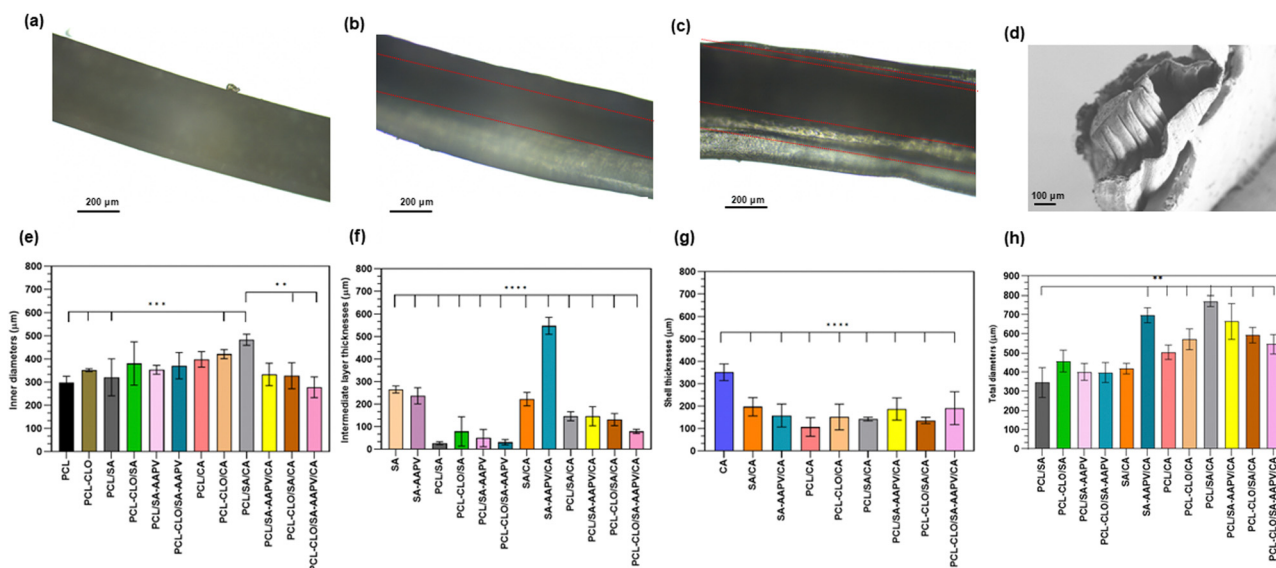 (a)
(b)
(c)
(d)
200 µm
200 µm
200 µm
100 µm
(e)
800
700
600
500
400
300
200
100
0
Inner diameters (µm)
***
**
PCL
PCL-CLO
PCL/SA
PCL-CLO/SA
PCL/SA-AAPV
PCL-CLO/SA-AAPV
PCL/CA
PCL-CLO/CA
PCL/SA/CA
PCL/SA-AAPV/CA
PCL-CLO/SA/CA
PCL-CLO/SA-AAPV/CA
(f)
800
700
600
500
400
300
200
100
0
Intermediate layer thicknesses (µm)
****
SA
SA-AAPV
PCL/SA
PCL-CLO/SA
PCL/SA-AAPV
PCL-CLO/SA-AAPV
SA/CA
SA-AAPV/CA
PCL/SA/CA
PCL/SA-AAPV/CA
PCL-CLO/SA/CA
PCL-CLO/SA-AAPV/CA
(g)
800
700
600
500
400
300
200
100
0
Shell thicknesses (µm)
****
CA
SA/CA
SA-AAPV/CA
PCL/CA
PCL-CLO/CA
PCL/SA/CA
PCL/SA-AAPV/CA
PCL-CLO/SA/CA
PCL-CLO/SA-AAPV/CA
(h)
900
800
700
600
500
400
300
200
100
0
Total diameters (µm)
**
PCL/SA
PCL-CLO/SA
PCL/SA-AAPV
PCL-CLO/SA-AAPV
SA/CA
SA-AAPV/CA
PCL/CA
PCL-CLO/CA
PCL/SA/CA
PCL/SA-AAPV/CA
PCL-CLO/SA/CA
PCL-CLO/SA-AAPV/CA